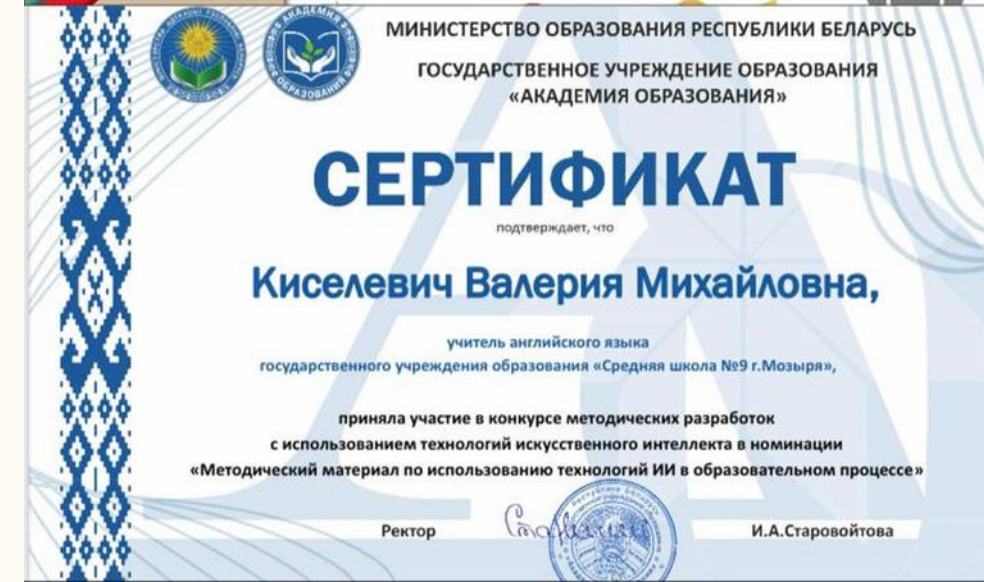 МИНИСТЕРСТВО ОБРАЗОВАНИЯ РЕСПУБЛИКИ БЕЛАРУСЬ
ГОСУДАРСТВЕННОЕ УЧРЕЖДЕНИЕ ОБРАЗОВАНИЯ
«АКАДЕМИЯ ОБРАЗОВАНИЯ»
АКАДЕМИЯ
ОБРАЗОВАНИЯ
СЕРТИФИКАТ
подтверждает, что
Киселевич Валерия Михайловна,
учитель английского языка
государственного учреждения образования «Средняя школа №9 г.Мозыря»,
приняла участие в конкурсе методических разработок
с использованием технологий искусственного интеллекта в номинации
«Методический материал по использованию технологий ИИ в образовательном процессе»
Ректор И.А.Старовойтова